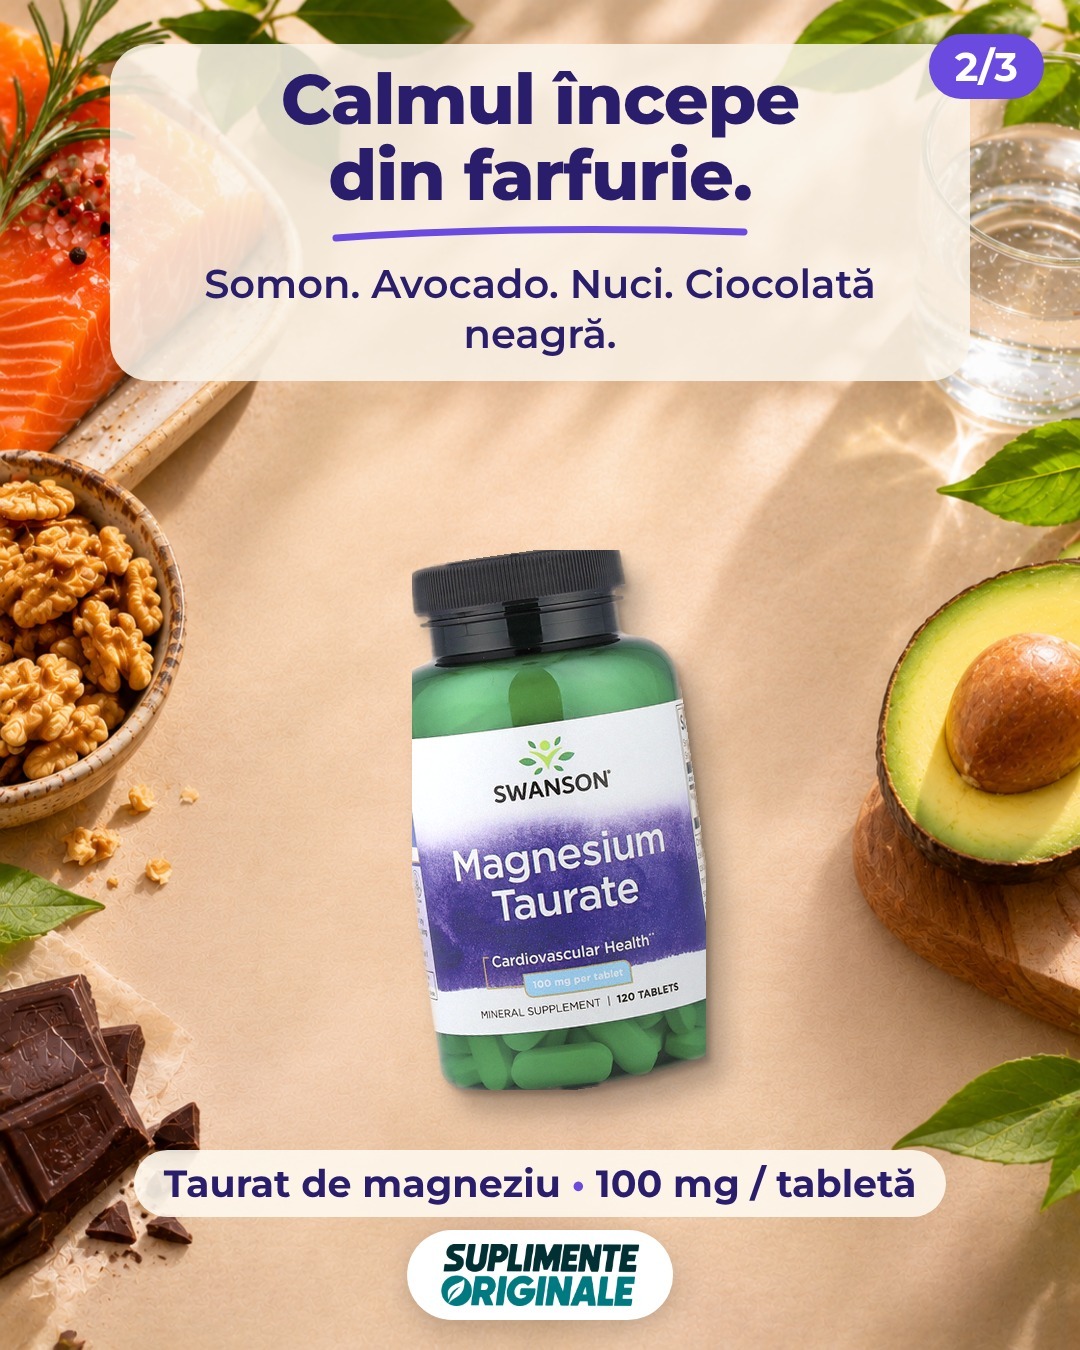 2/3
Calmul începe
din farfurie.
Somon. Avocado. Nuci. Ciocolată
neagră.
SWANSON®
Magnesium
Taurate
Cardiovascular Health
100 mg per tablet
MINERAL SUPPLEMENT | 120 TABLETS
Taurat de magneziu • 100 mg / tabletă
SUPLIMENTE
ORIGINALE